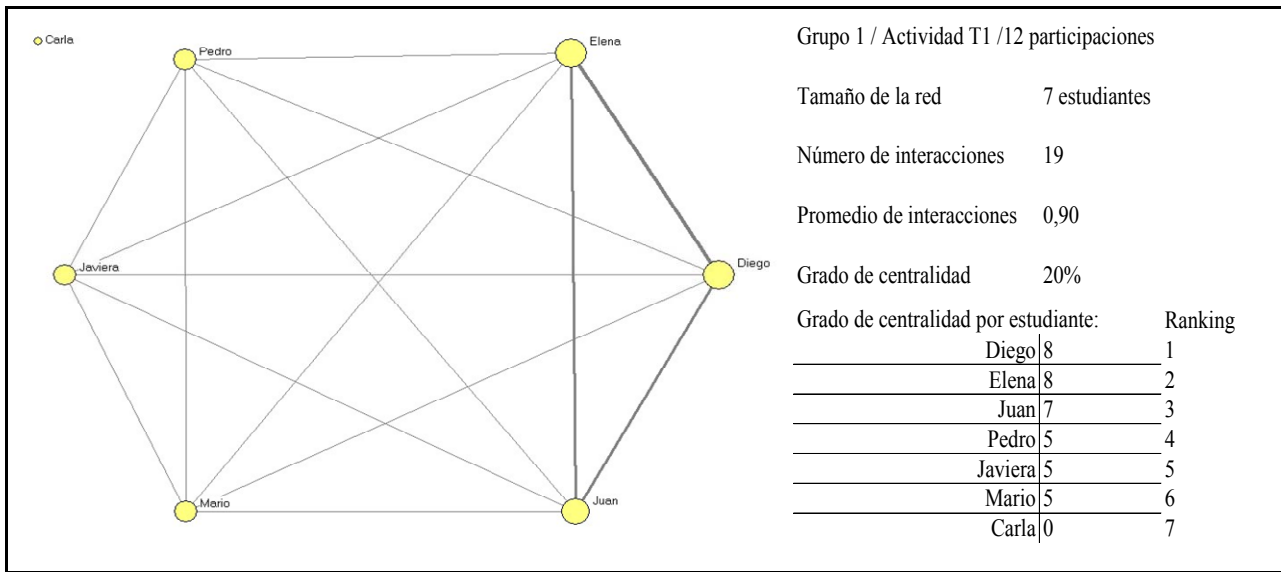 Carla
Pedro
Elena
Javiera
Diego
Mario
Juan
Grupo 1 / Actividad T1 /12 participaciones
Tamaño de la red 7 estudiantes
Número de interacciones 19
Promedio de interacciones 0,90
Grado de centralidad 20%
Grado de centralidad por estudiante: Ranking
Diego 8 1
Elena 8 2
Juan 7 3
Pedro 5 4
Javiera 5 5
Mario 5 6
Carla 0 7